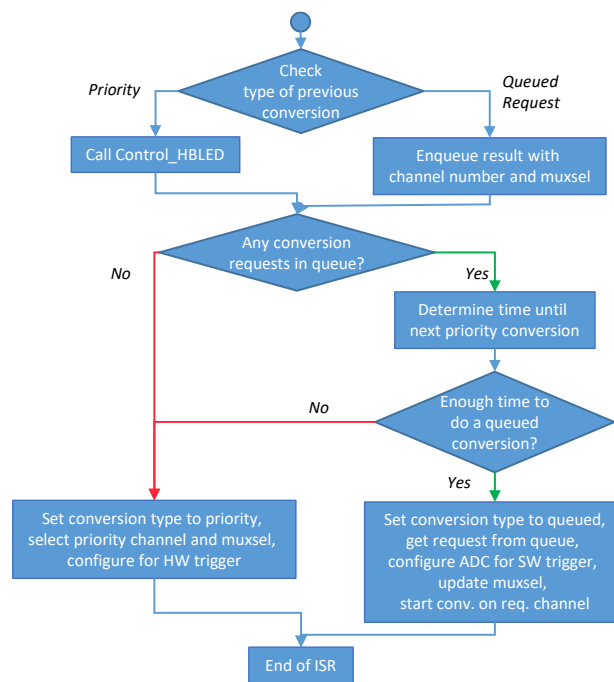 Check
type of previous
conversion
Priority
Queued
Request
Call Control_HBLED
Enqueue result with
channel number and muxsel
Any conversion
requests in queue?
No
Yes
Determine time until
next priority conversion
Enough time to
do a queued
conversion?
No
Yes
Set conversion type to priority,
select priority channel and muxsel,
configure for HW trigger
Set conversion type to queued,
get request from queue,
configure ADC for SW trigger,
update muxsel,
start conv. on req. channel
End of ISR